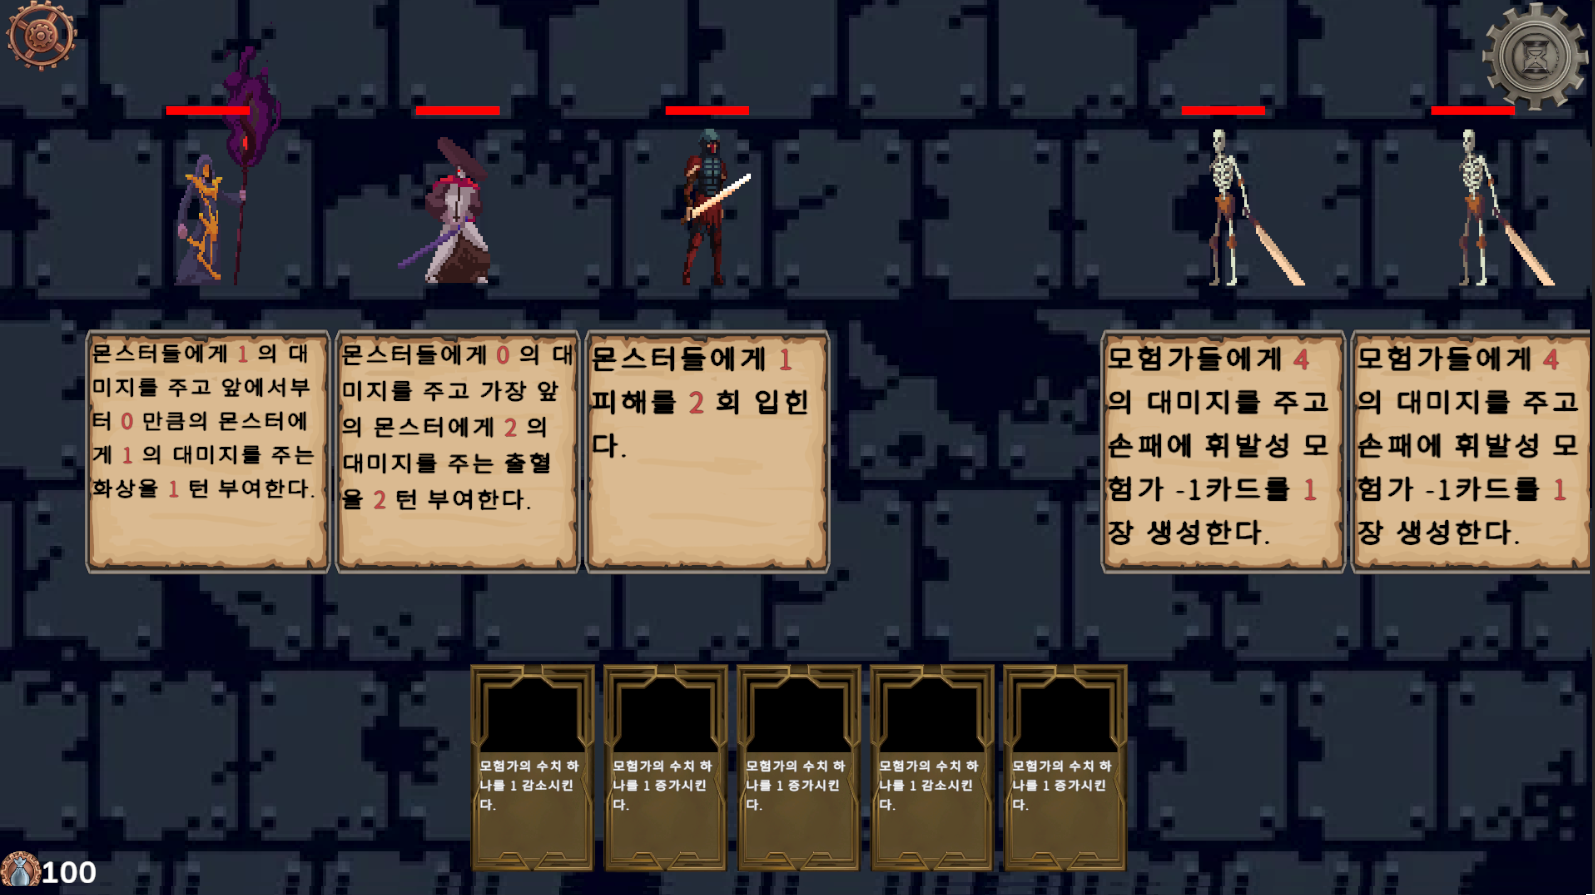 몬스터들에게 1 의 대
미지를 주고 앞에서부
터 0 만큼의 몬스터에
게 1 의 대미지를 주는
화상을 1 턴 부여한다.
몬스터들에게 0 의 대
미지를 주고 가장 앞
의 몬스터에게 2 의
대미지를 주는 출혈
을 2 턴 부여한다.
몬스터들에게 1
피해를 2 회 입힌
다.
모험가들에게 4
의 대미지를 주고
손패에 휘발성 모
험가 -1카드를 1
장 생성한다.
모험가들에게 4
의 대미지를 주고
손패에 휘발성 모
험가 -1카드를 1
장 생성한다.
모험가의 수치 하
나를 1 감소시킨
다.
모험가의 수치 하
나를 1 증가시킨
다.
모험가의 수치 하
나를 1 증가시킨
다.
모험가의 수치 하
나를 1 감소시킨
다.
모험가의 수치 하
나를 1 증가시킨
다.
100